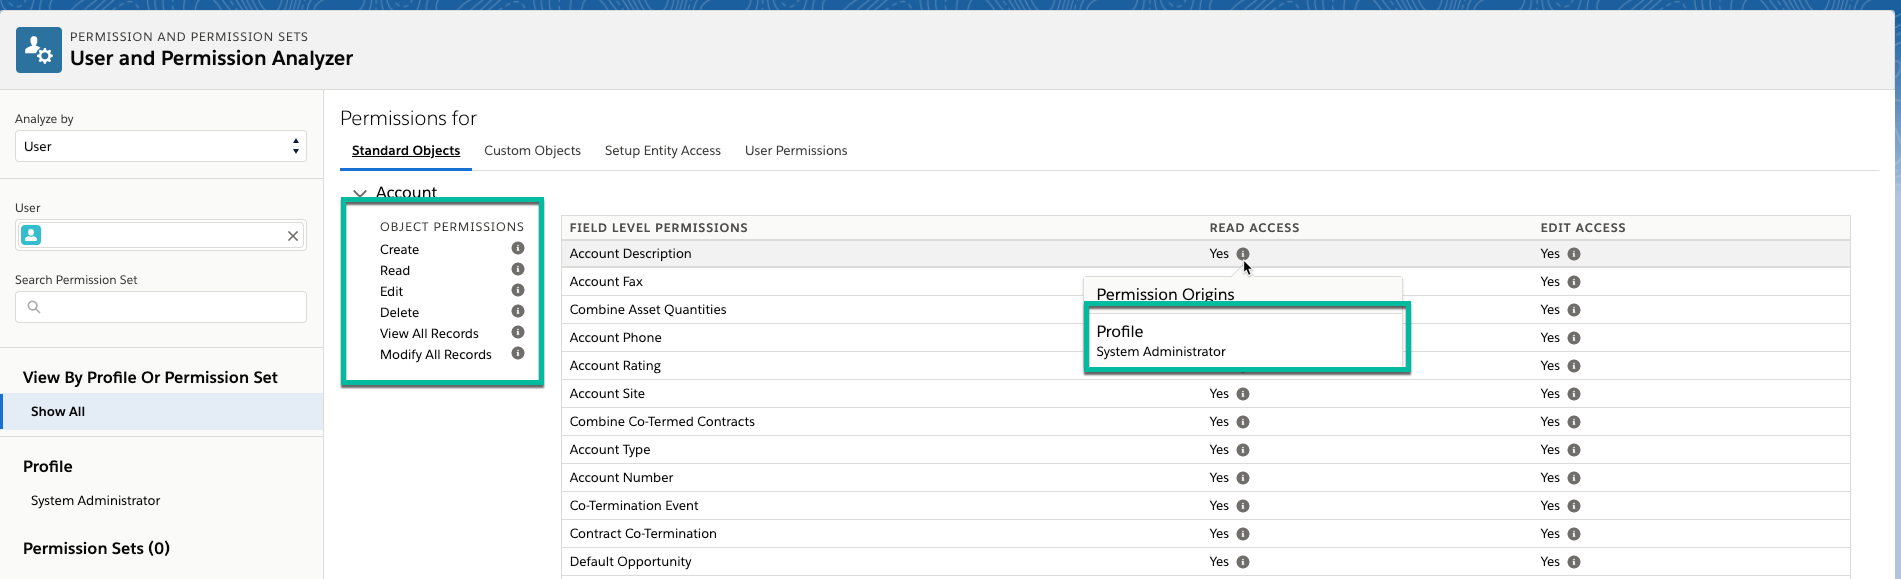 PERMISSION AND PERMISSION SETS
User and Permission Analyzer
Analyze by
User
User
Search Permission Set
View By Profile Or Permission Set
Show All
Profile
System Administrator
Permission Sets (0)
Permissions for
Standard Objects Custom Objects Setup Entity Access User Permissions
Account
OBJECT PERMISSIONS
Create
Read
Edit
Delete
View All Records
Modify All Records
FIELD LEVEL PERMISSIONS READ ACCESS EDIT ACCESS
Account Description Yes Yes
Account Fax Yes
Combine Asset Quantities Yes
Account Phone Yes
Account Rating Yes
Account Site Yes Yes
Combine Co-Termed Contracts Yes Yes
Account Type Yes Yes
Account Number Yes Yes
Co-Termination Event Yes Yes
Contract Co-Termination Yes Yes
Default Opportunity Yes Yes
Permission Origins
Profile
System Administrator